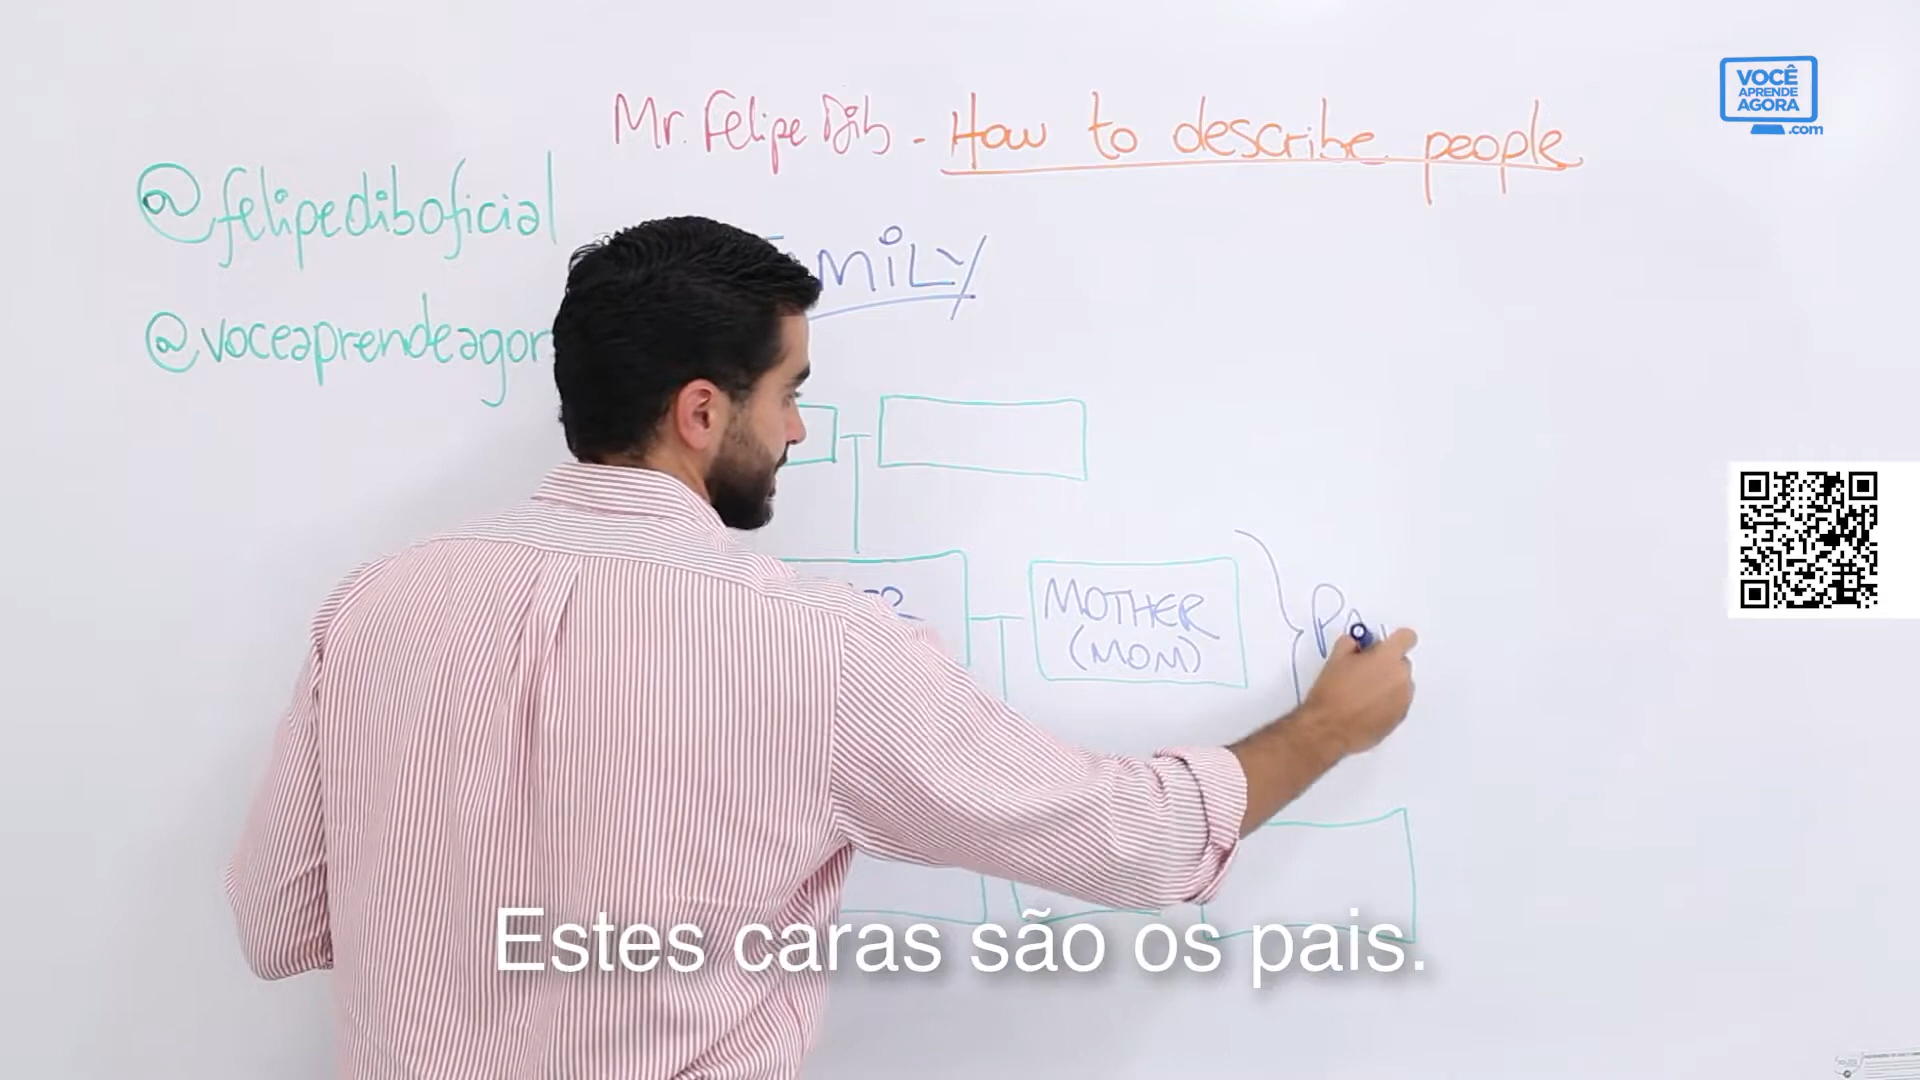 VOCÊ
APRENDE
AGORA
.com
Mr. Felipe Dib - How to describe people
@felipediboficial
MILY
@voceaprendeagor
MOTHER
(MOM)
Estes caras são os pais.